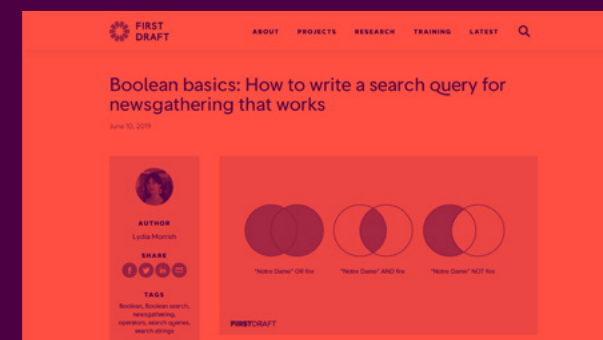 FIRST
DRAFT
ABOUT PROJECTS RESEARCH TRAINING LATEST
Boolean basics: How to write a search query for
newsgathering that works
June 10, 2019
AUTHOR
Lydia Morrish
SHARE
TAGS
Boolean, Boolean search,
newsgathering,
operators, search queries,
search strings
"Notre Dame" OR fire "Notre Dame" AND fire "Notre Dame" NOT fire
FIRSTDRAFT